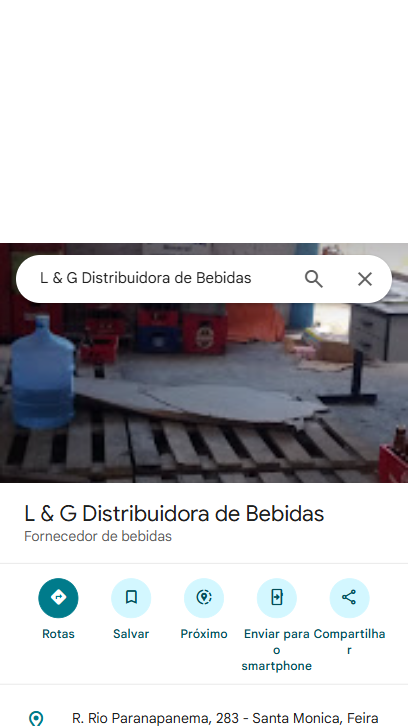 L & G Distribuidora de Bebidas
L & G Distribuidora de Bebidas
Fornecedor de bebidas
Rotas
Salvar
Próximo
Enviar para
o
smartphone
Compartilha
r
R. Rio Paranapanema, 283 - Santa Monica, Feira